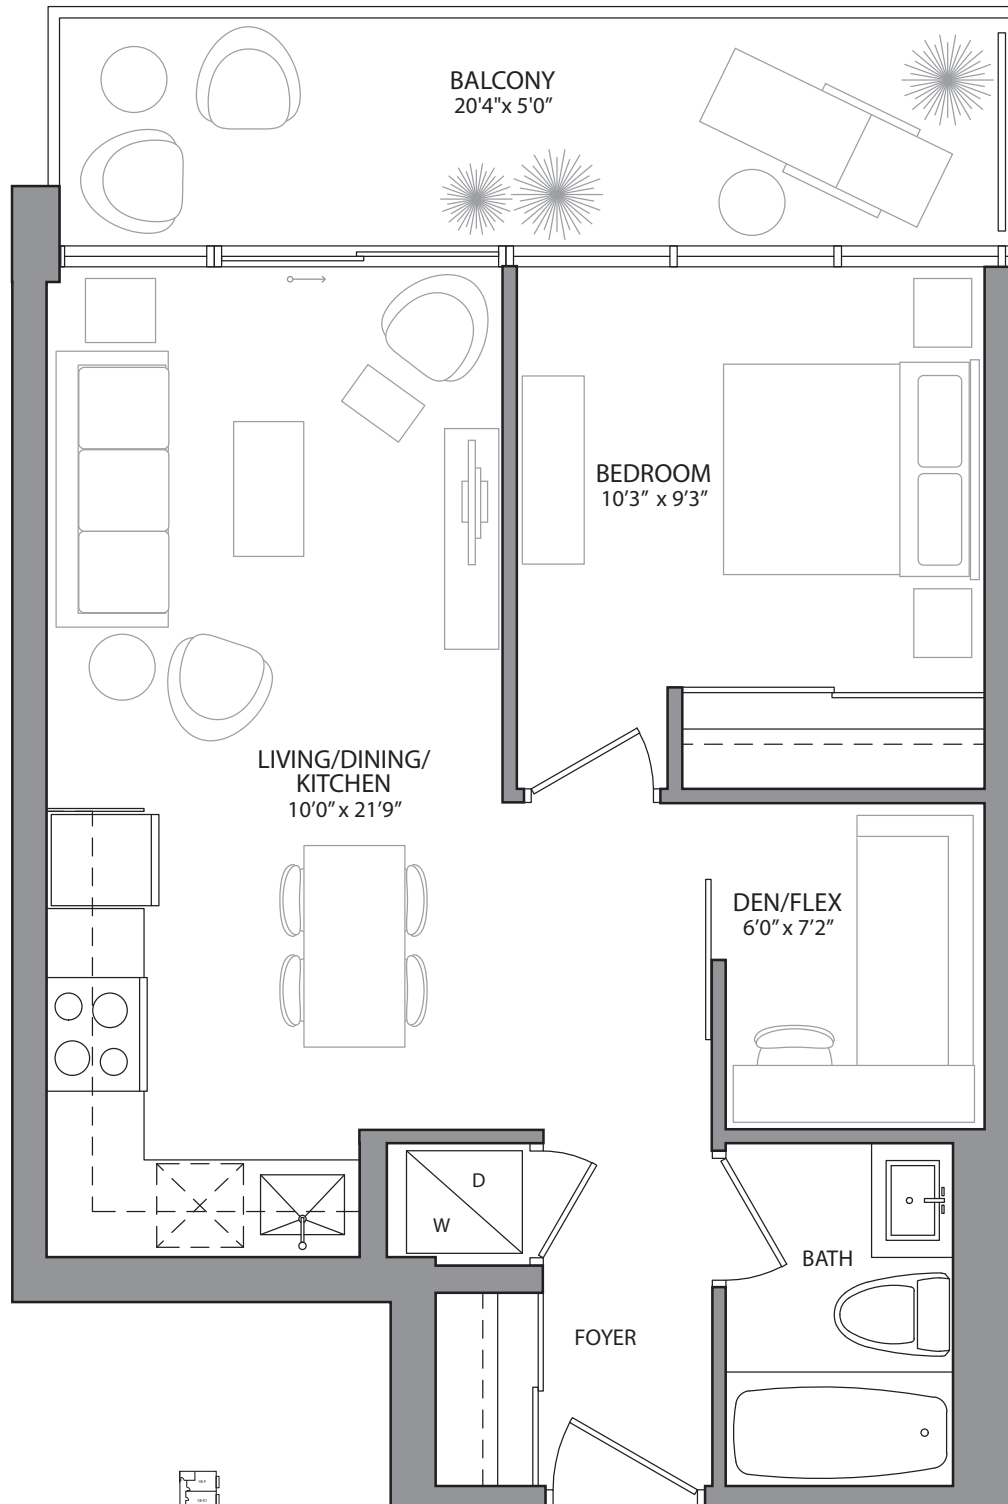 BALCONY
20'4"x 5'0”
BEDROOM
10’3”  x 9’3”
LIVING/DINING/
KITCHEN
10’0” x 21’9”
DEN/FLEX
6’0” x 7’2”
D
W
BATH
FOYER